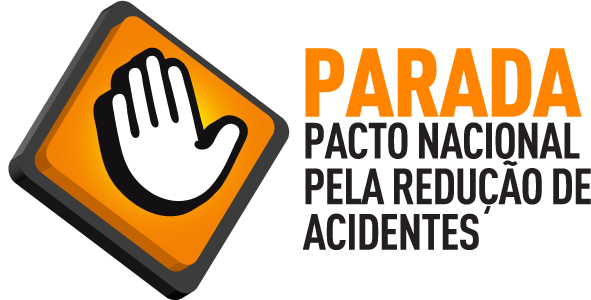 PARADA
PACTO NACIONAL
PELA REDUÇÃO DE
ACIDENTES